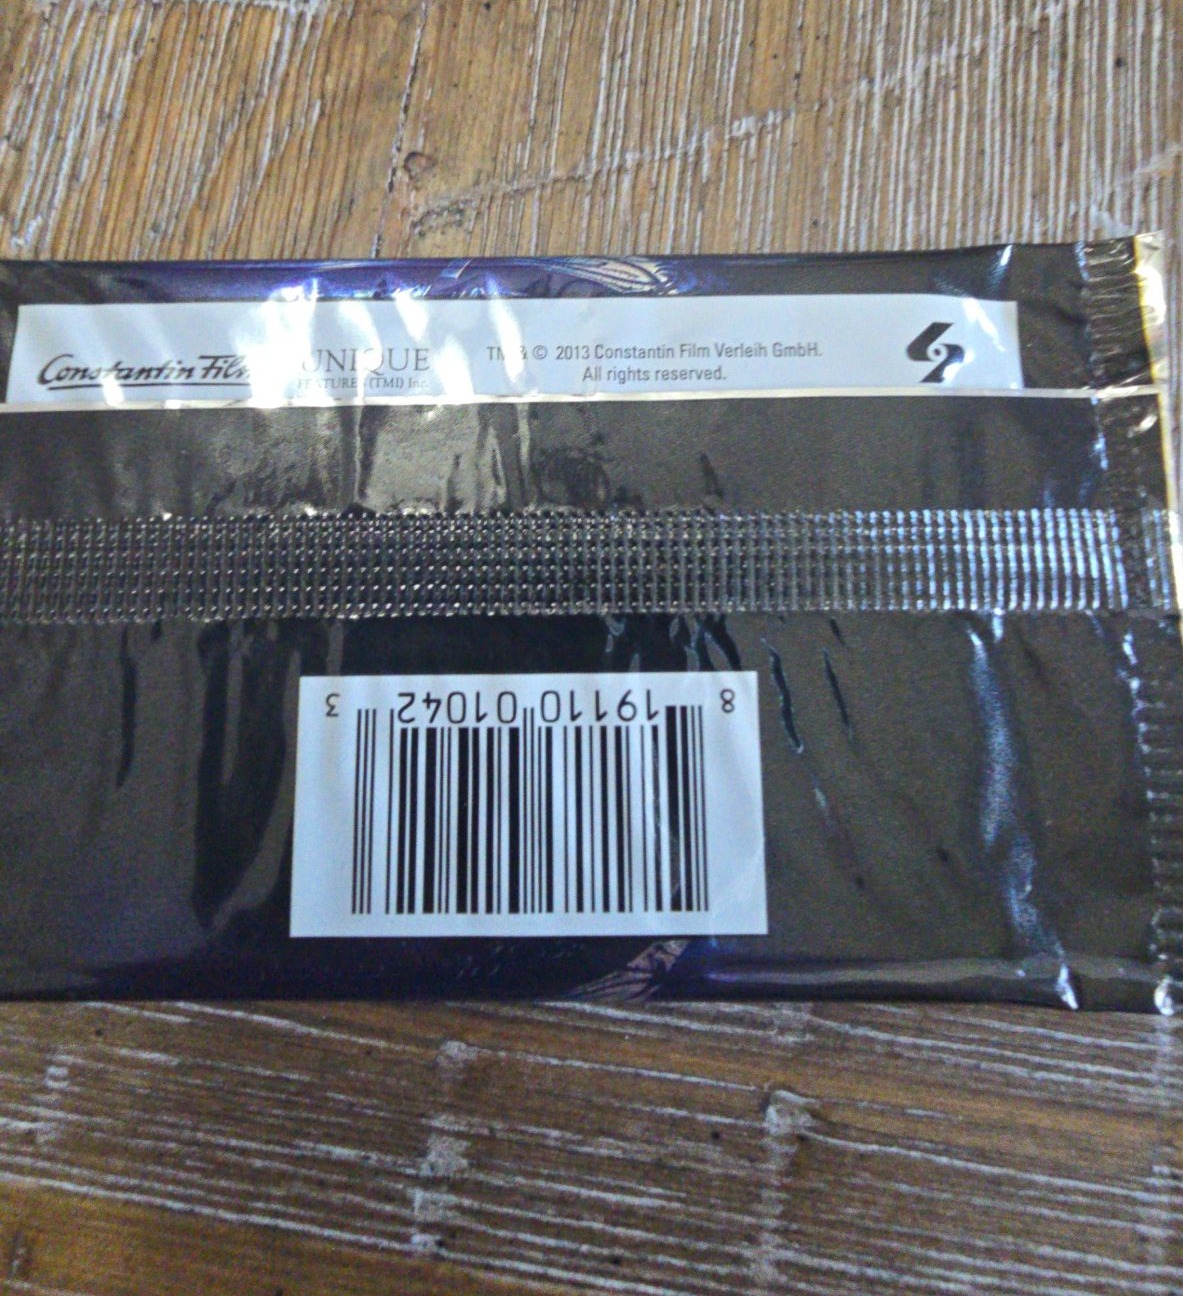 Constantin Film
UNIQUE
FEATURES (TMI) Inc.
TM & © 2013 Constantin Film Verleih GmbH.
All rights reserved.
8 19110 01042 3